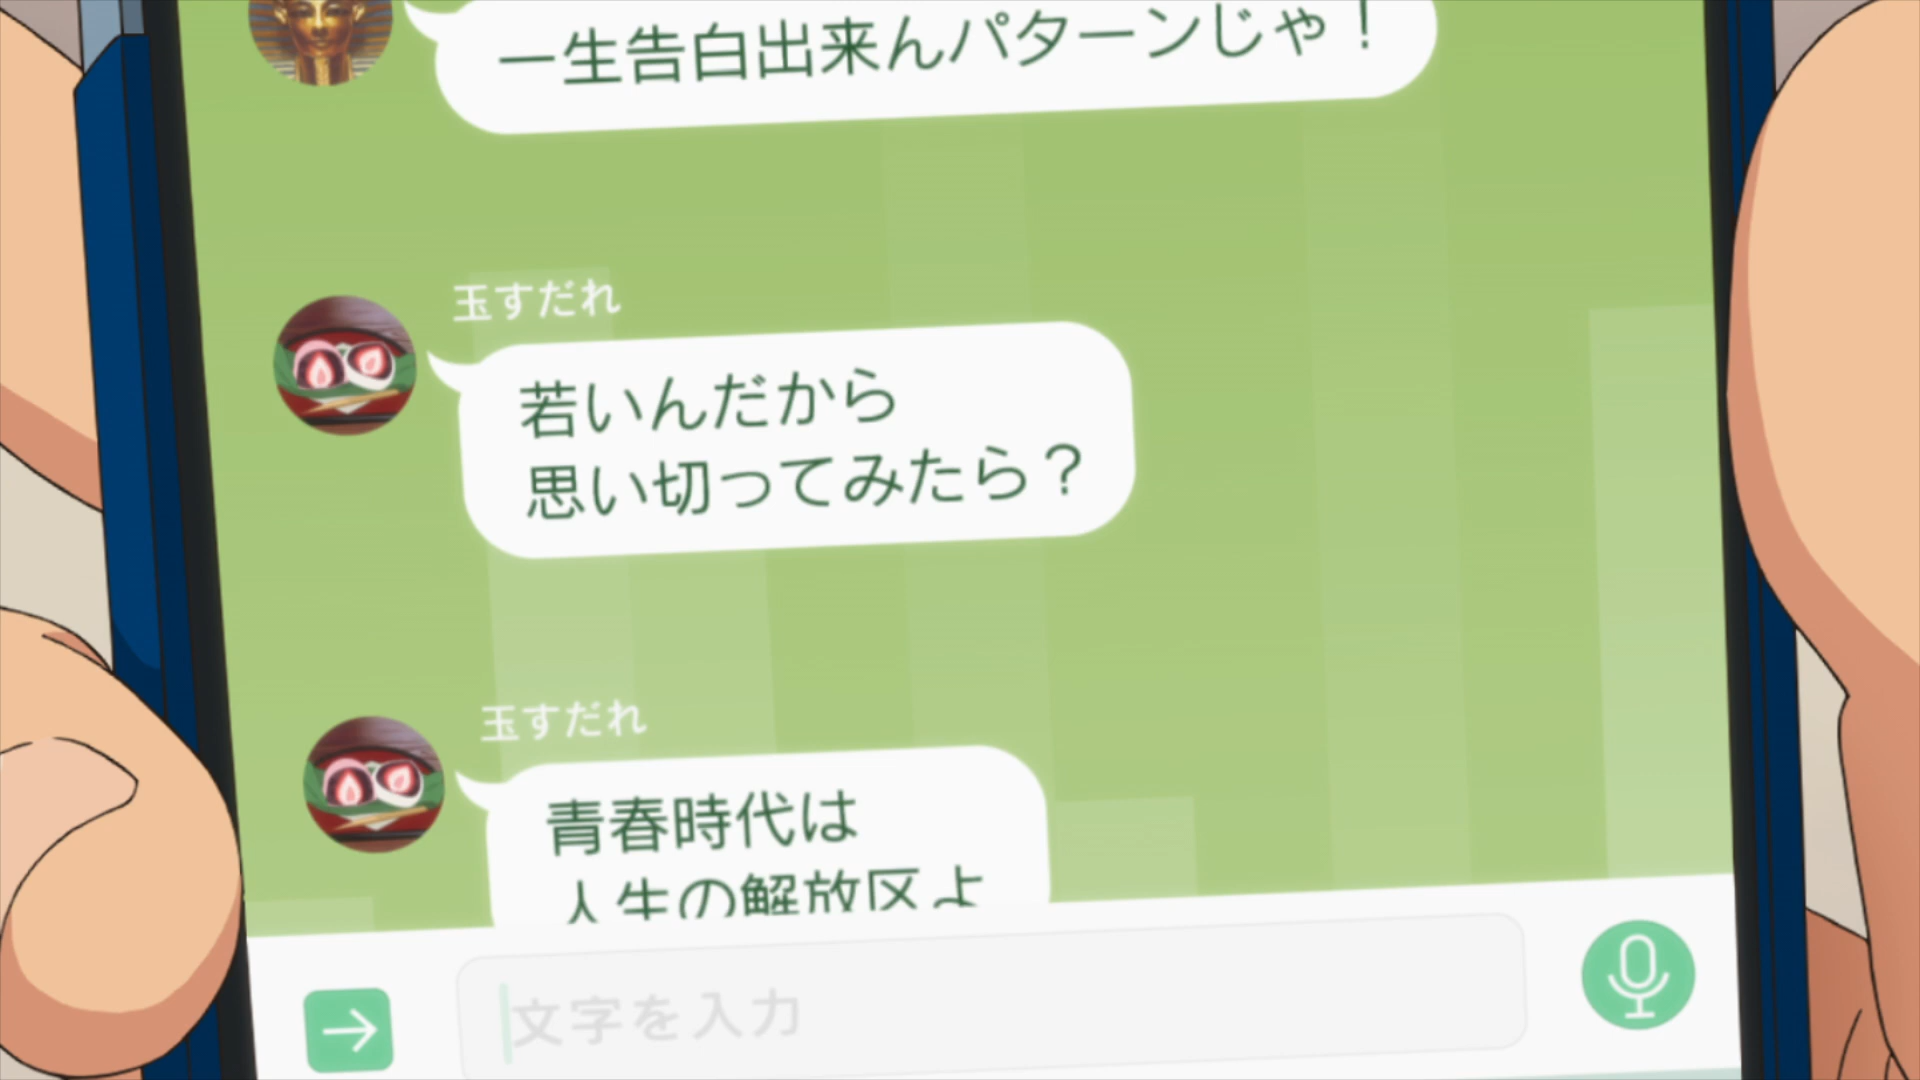 一生告白出来んパターンじゃ！
玉すだれ
若いんだから
思い切ってみたら？
玉すだれ
青春時代は
人生の解放区よ
文字を入力